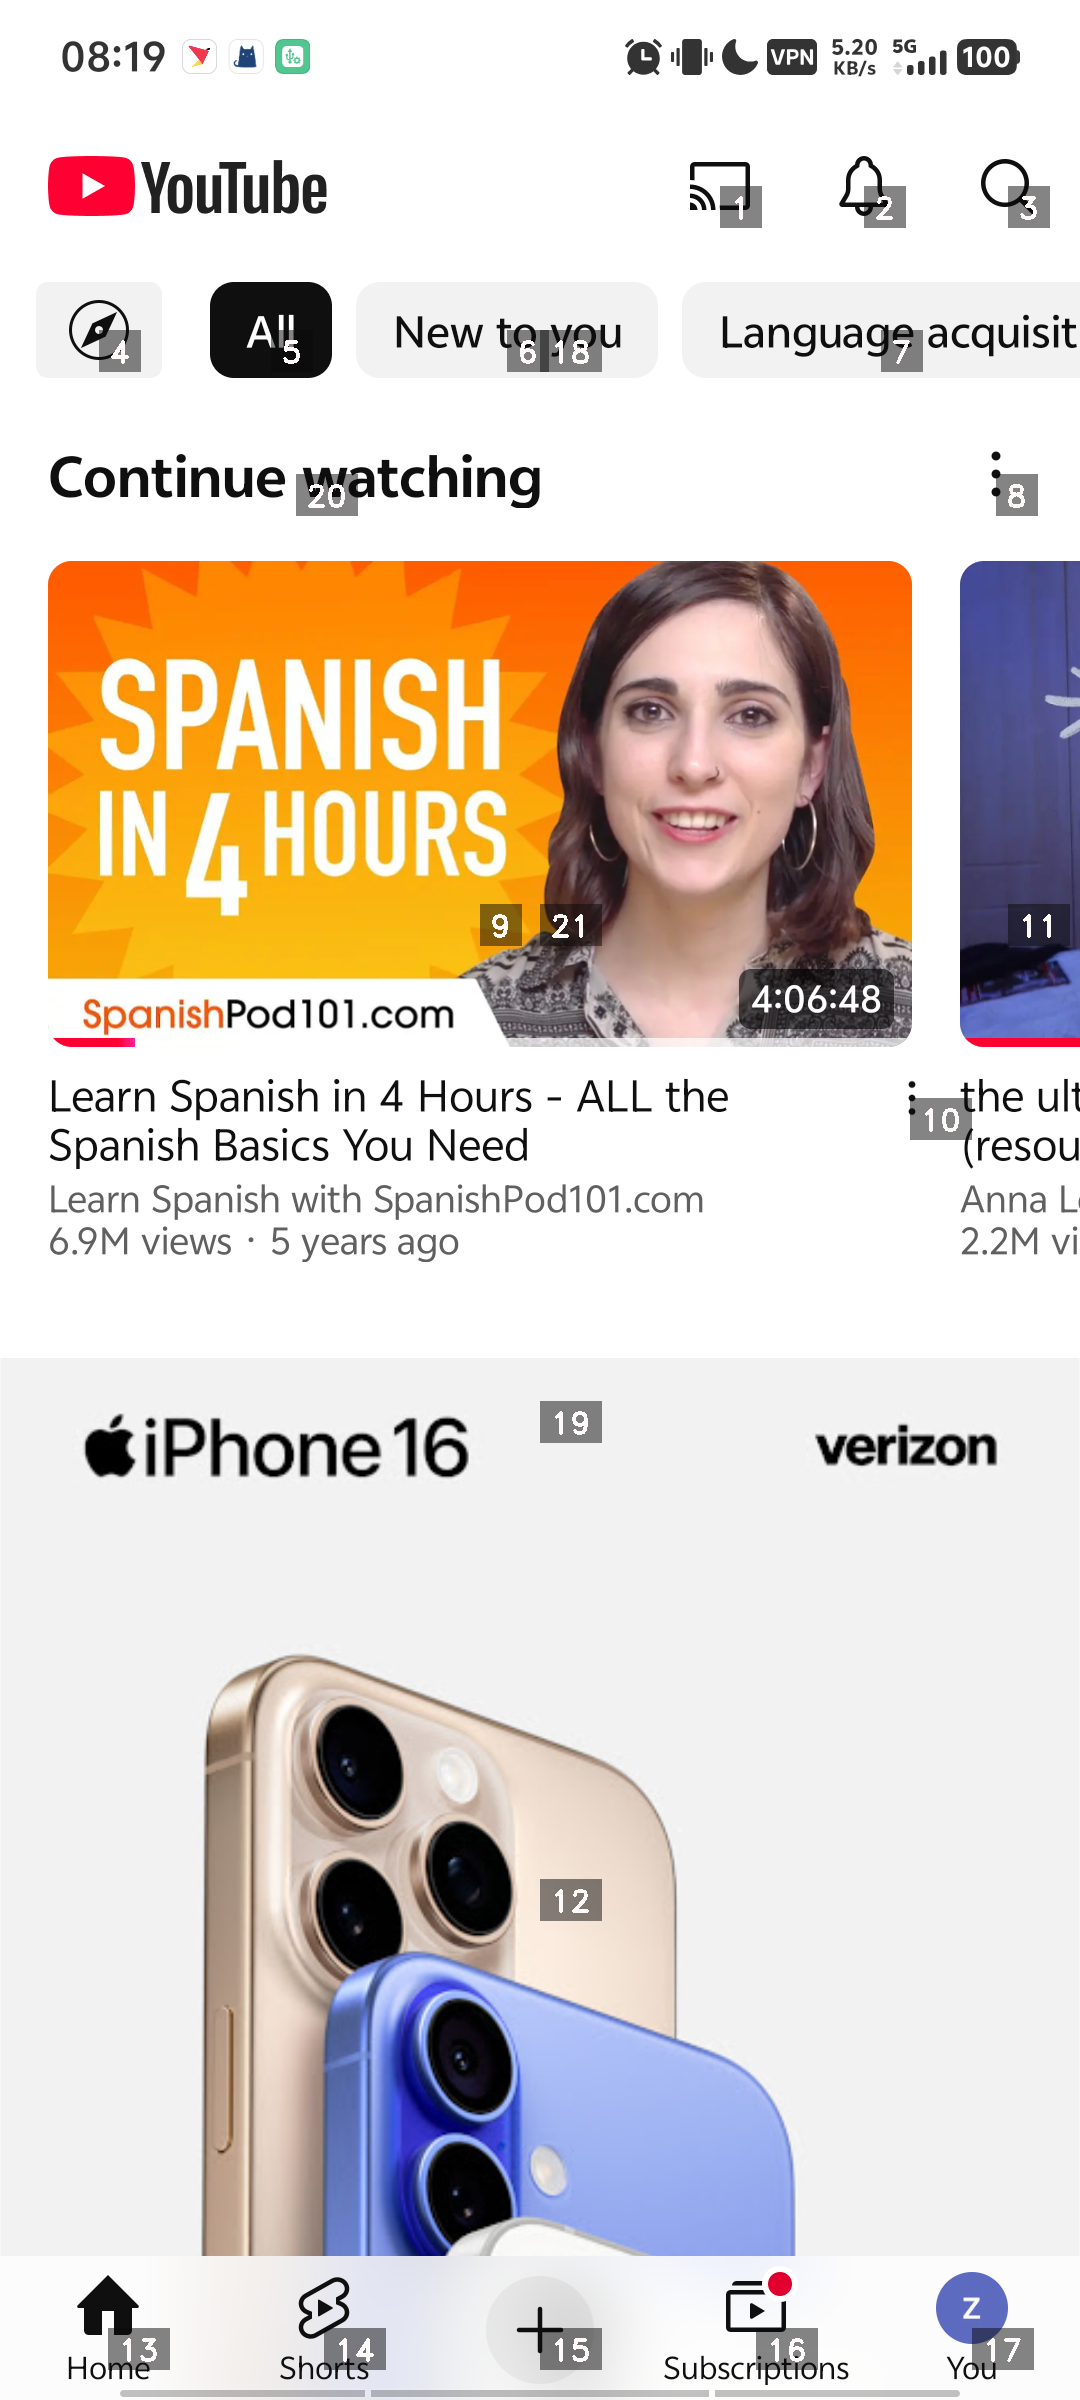 08:19
VPN
5.20
KB/s
5G
100
YouTube
1
2
3
4
All
5
New to you
6
18
Language acquisit
7
Continue watching
20
8
SPANISH
IN 4 HOURS
9
21
11
SpanishPod101.com
4:06:48
Learn Spanish in 4 Hours - ALL the
Spanish Basics You Need
10
the ult
(resou
Learn Spanish with SpanishPod101.com
6.9M views · 5 years ago
Anna L
2.2M vi
iPhone 16
19
verizon
12
Z
13
14
15
16
17
Home
Shorts
Subscriptions
You